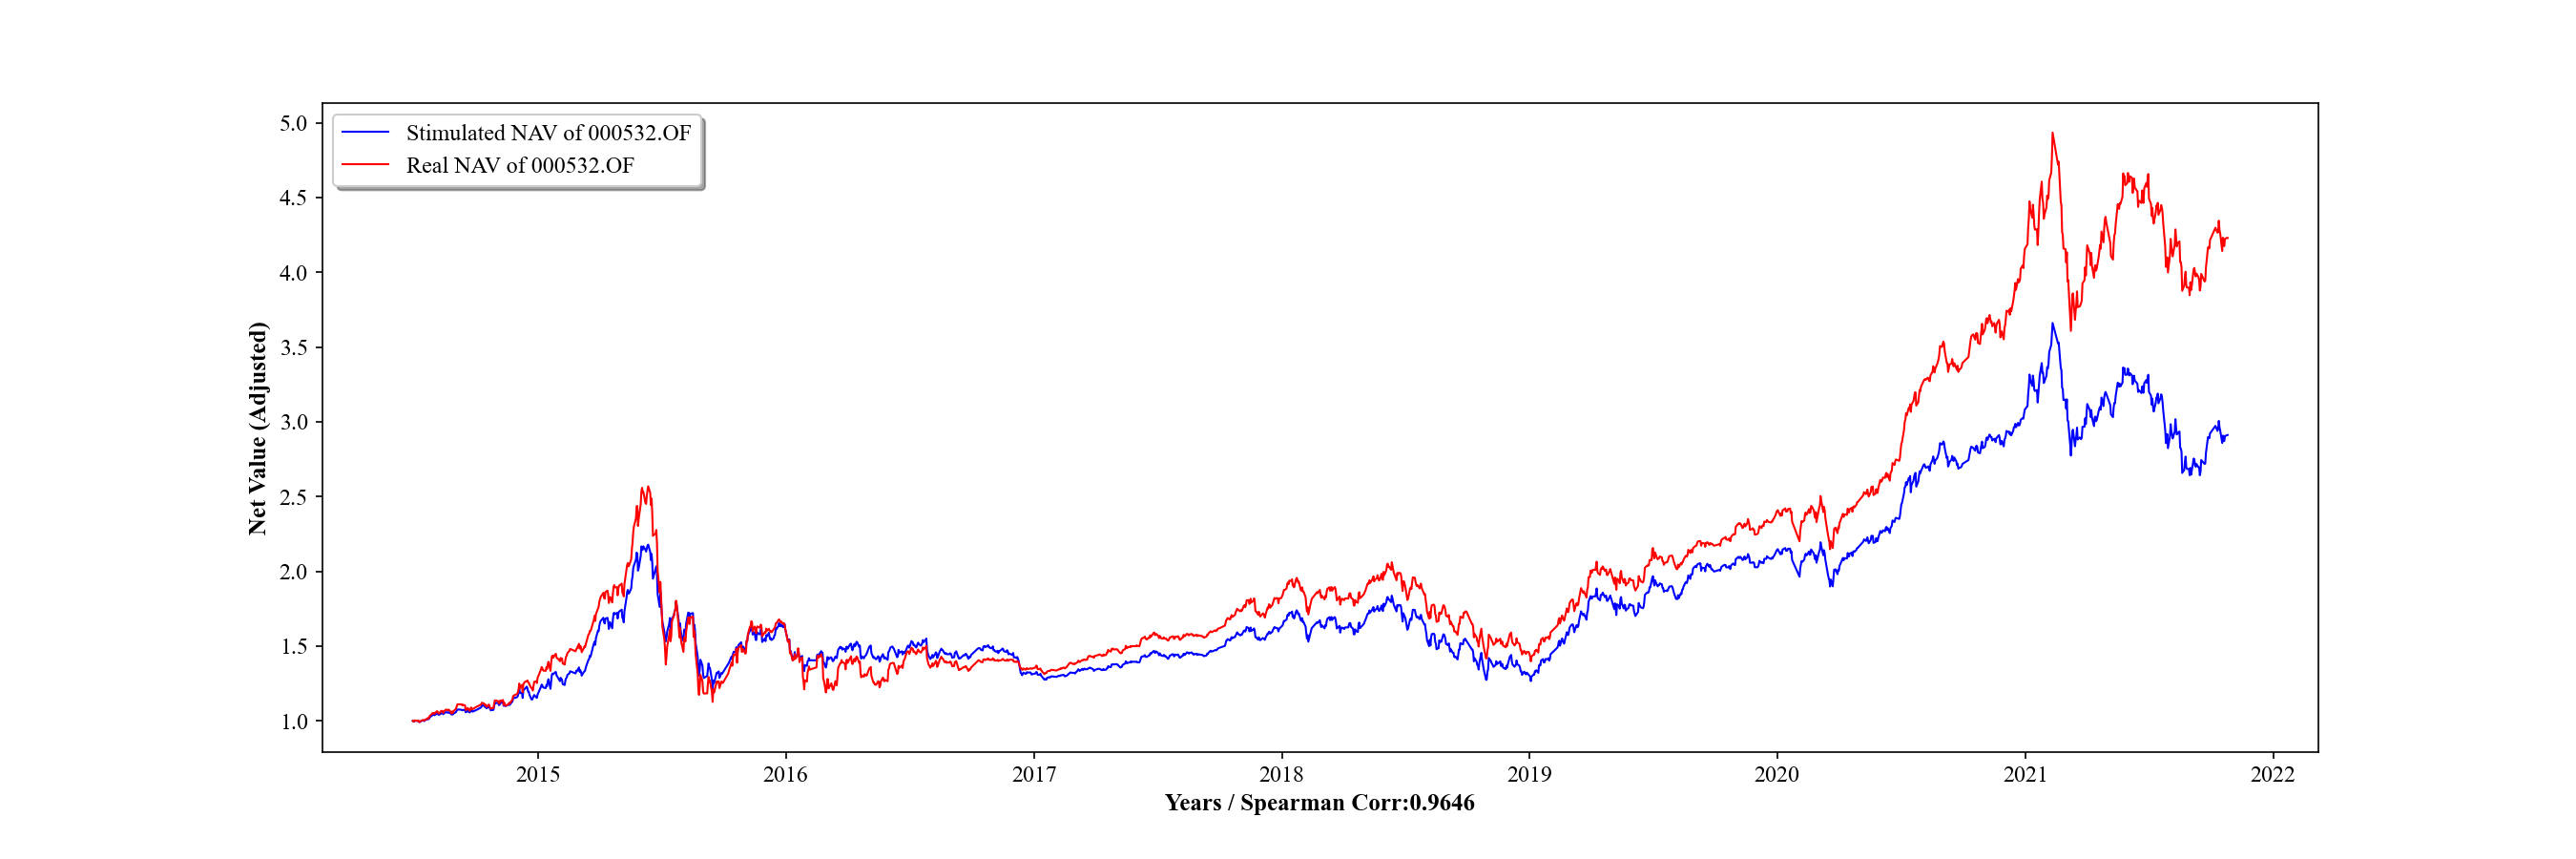 Stimulated NAV of 000532.OF
Real NAV of 000532.OF
Net Value (Adjusted)
5.0
4.5
4.0
3.5
3.0
2.5
2.0
1.5
1.0
2015 2016 2017 2018 2019 2020 2021 2022
Years / Spearman Corr:0.9646